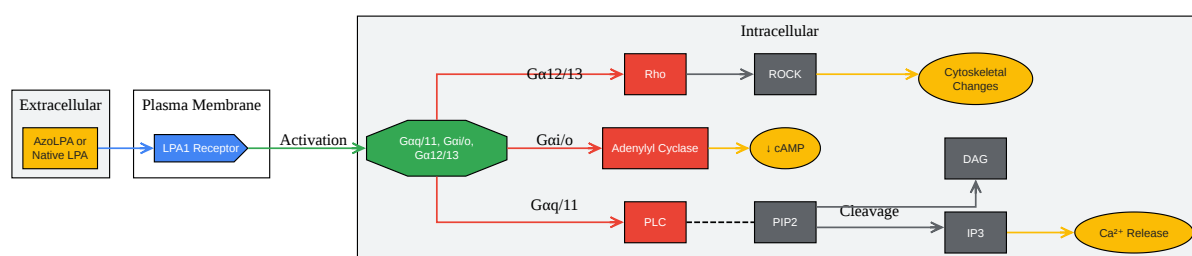 Extracellular
AzoLPA or
Native LPA
Plasma Membrane
LPA1 Receptor
Activation
Intracellular
Gαq/11, Gαi/o,
Gα12/13
Gα12/13
Rho
ROCK
Cytoskeletal
Changes
Gαi/o
Adenylyl Cyclase
↓ cAMP
Gαq/11
PLC
PIP2
Cleavage
DAG
IP3
Ca²⁺ Release